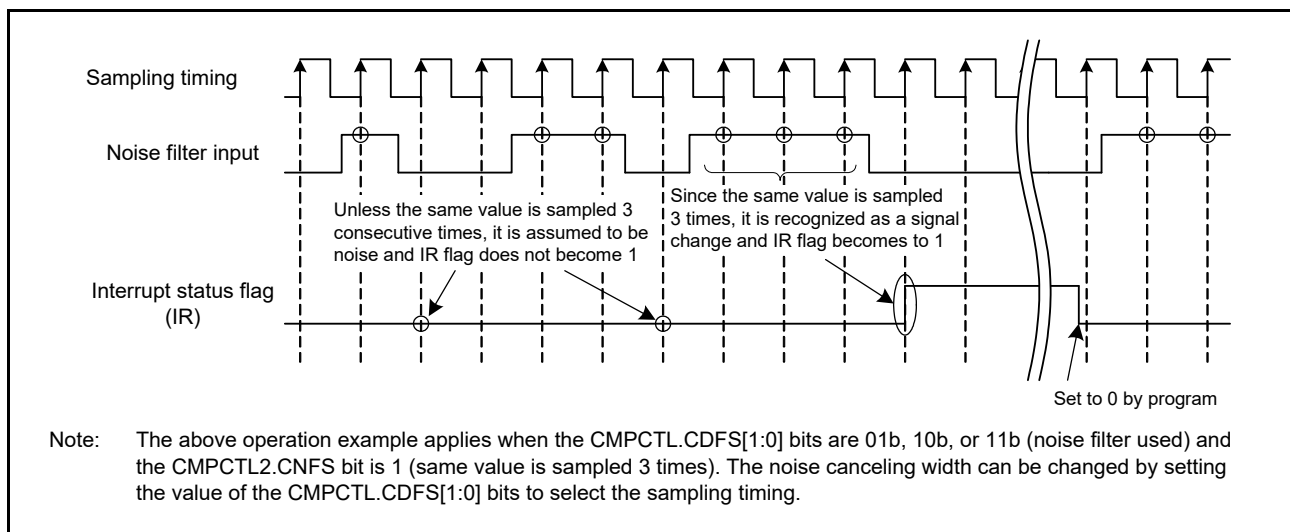 Sampling timing
Noise filter input
Unless the same value is sampled 3
consecutive times, it is assumed to be
noise and IR flag does not become 1
Since the same value is sampled
3 times, it is recognized as a signal
change and IR flag becomes to 1
Interrupt status flag
(IR)
Set to 0 by program
Note: The above operation example applies when the CMPCTL.CDFS[1:0] bits are 01b, 10b, or 11b (noise filter used) and
the CMPCTL2.CNFS bit is 1 (same value is sampled 3 times). The noise canceling width can be changed by setting
the value of the CMPCTL.CDFS[1:0] bits to select the sampling timing.